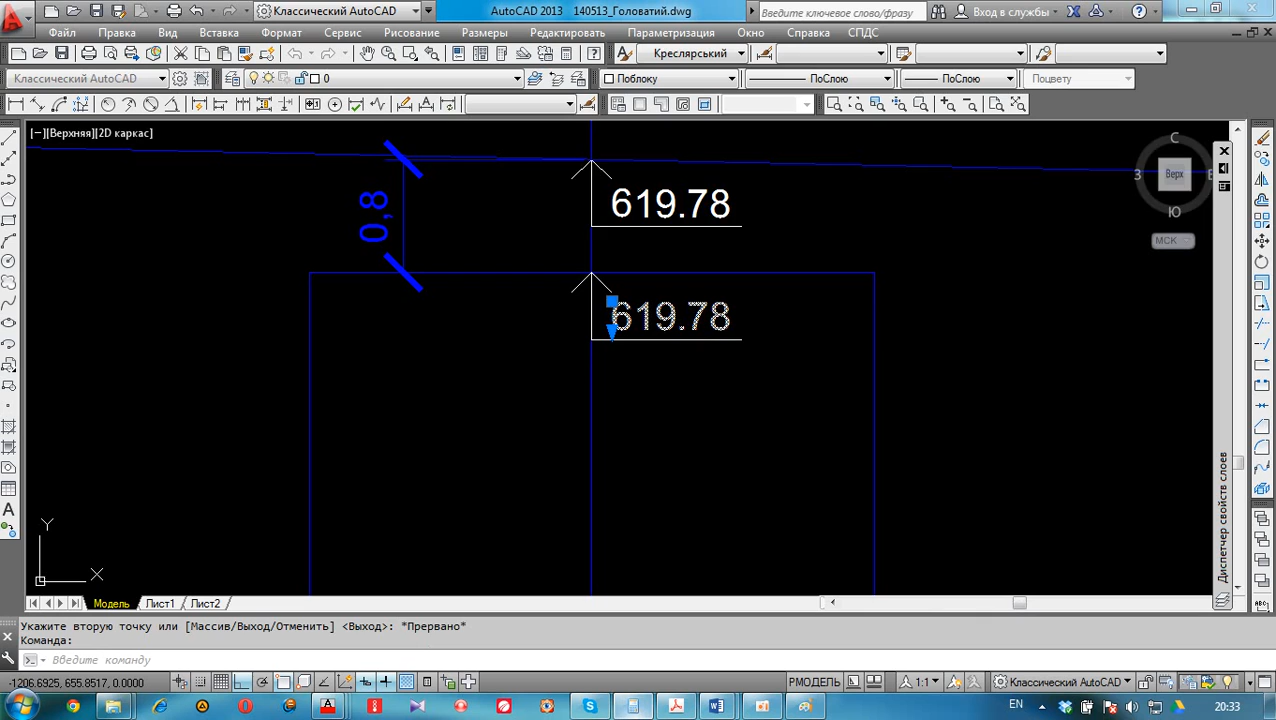 Классический AutoCAD
AutoCAD 2013 140513_Головатий.dwg
Введите ключевое слово/фразу
Вход в службы
Файл Правка Вид Вставка Формат Сервис Рисование Размеры Редактировать Параметризация Окно Справка СПДС
Креслярський
Классический AutoCAD
0
Поблоку
ПоСлою
ПоСлою
Поцвету
[−][Верхняя][2D каркас]
С
З
Верх
В
Ю
МСК
619.78
0,8
619.78
Y
X
Диспетчер свойств слоев
Модель Лист1 Лист2
Укажите вторую точку или [Массив/Выход/Отменить] <Выход>: *Прервано*
Команда:
Введите команду
-1206.6925, 655.8517, 0.0000
РМОДЕЛЬ
1:1
Классический AutoCAD
EN
20:33